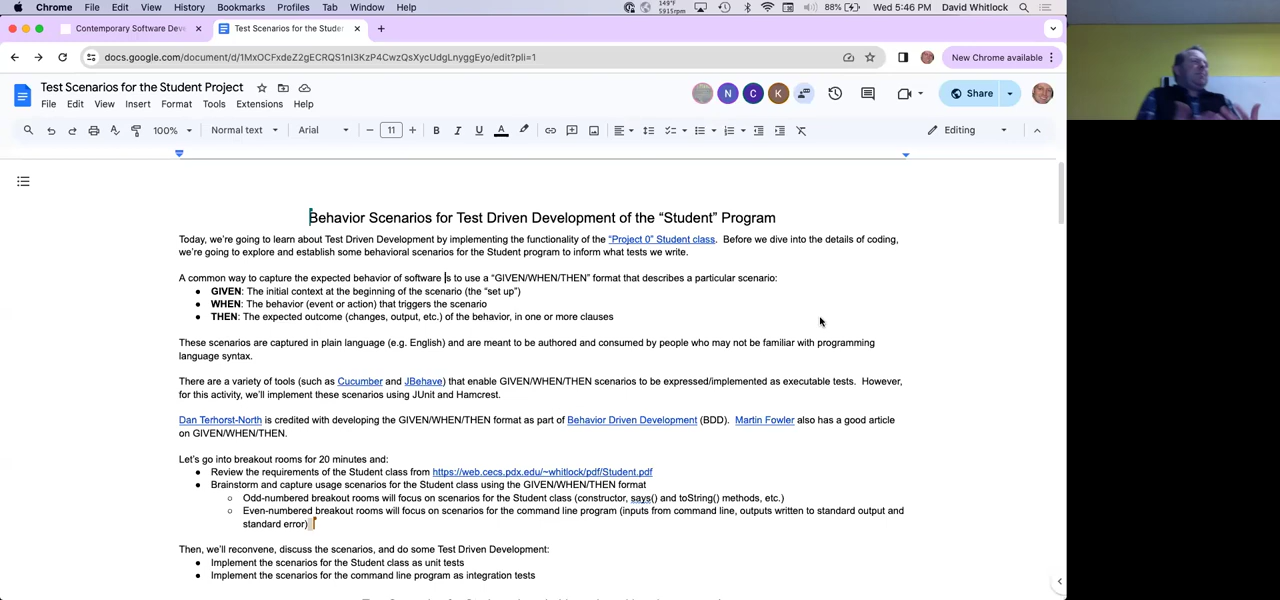 Chrome File Edit View History Bookmarks Profiles Tab Window Help 149°F 5915rpm 88% Wed 5:46 PM David Whitlock
Contemporary Software Deve Test Scenarios for the Studen
docs.google.com/document/d/1MxOCFxdeZ2gECRQS1nI3KzP4CwzQsXycUdgLnyggEyo/edit?pli=1 New Chrome available
Test Scenarios for the Student Project
File Edit View Insert Format Tools Extensions Help N C K Share
100% Normal text Arial 11 B I U A Editing
Behavior Scenarios for Test Driven Development of the “Student” Program
Today, we’re going to learn about Test Driven Development by implementing the functionality of the “Project 0” Student class. Before we dive into the details of coding,
we’re going to explore and establish some behavioral scenarios for the Student program to inform what tests we write.
A common way to capture the expected behavior of software is to use a “GIVEN/WHEN/THEN” format that describes a particular scenario:
● GIVEN: The initial context at the beginning of the scenario (the “set up”)
● WHEN: The behavior (event or action) that triggers the scenario
● THEN: The expected outcome (changes, output, etc.) of the behavior, in one or more clauses
These scenarios are captured in plain language (e.g. English) and are meant to be authored and consumed by people who may not be familiar with programming
language syntax.
There are a variety of tools (such as Cucumber and JBehave) that enable GIVEN/WHEN/THEN scenarios to be expressed/implemented as executable tests. However,
for this activity, we’ll implement these scenarios using JUnit and Hamcrest.
Dan Terhorst-North is credited with developing the GIVEN/WHEN/THEN format as part of Behavior Driven Development (BDD). Martin Fowler also has a good article
on GIVEN/WHEN/THEN.
Let’s go into breakout rooms for 20 minutes and:
● Review the requirements of the Student class from https://web.cecs.pdx.edu/~whitlock/pdf/Student.pdf
● Brainstorm and capture usage scenarios for the Student class using the GIVEN/WHEN/THEN format
○ Odd-numbered breakout rooms will focus on scenarios for the Student class (constructor, says() and toString() methods, etc.)
○ Even-numbered breakout rooms will focus on scenarios for the command line program (inputs from command line, outputs written to standard output and
standard error)
Then, we’ll reconvene, discuss the scenarios, and do some Test Driven Development:
● Implement the scenarios for the Student class as unit tests
● Implement the scenarios for the command line program as integration tests